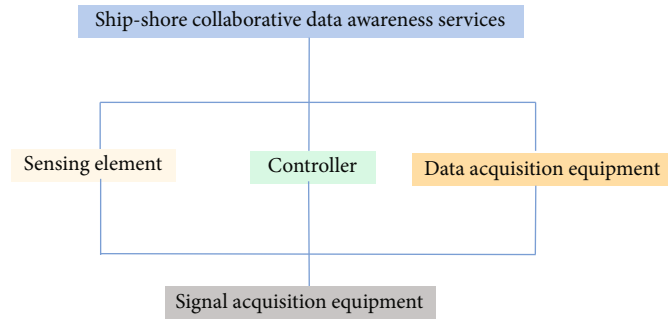 Ship-shore collaborative data awareness services
Sensing element
Controller
Data acquisition equipment
Signal acquisition equipment